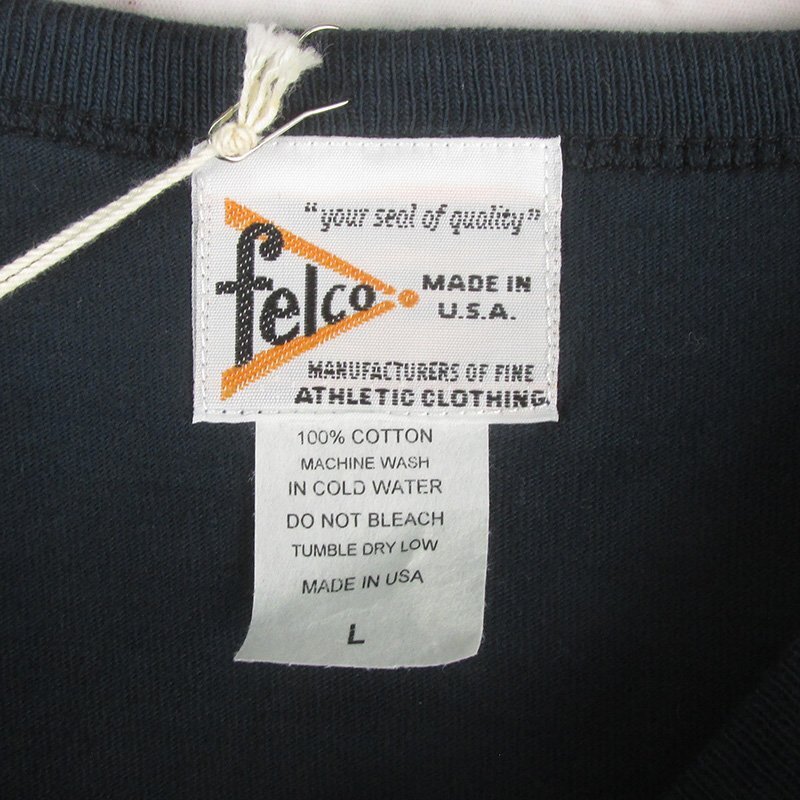 "your seal of quality"
felco
MADE IN
U.S.A.
MANUFACTURERS OF FINE
ATHLETIC CLOTHING.
100% COTTON
MACHINE WASH
IN COLD WATER
DO NOT BLEACH
TUMBLE DRY LOW
MADE IN USA
L